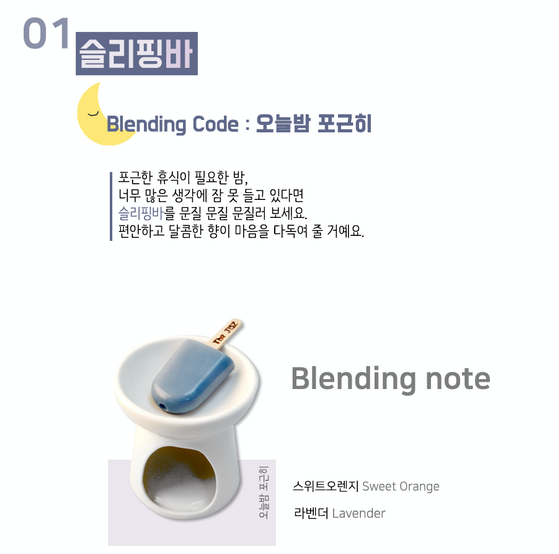 01
슬리핑바
Blending Code : 오늘밤 포근히
포근한 휴식이 필요한 밤,
너무 많은 생각에 잠 못 들고 있다면
슬리핑바를 문질 문질 문질러 보세요.
편안하고 달콤한 향이 마음을 다독여 줄 거예요.
The JYOZ
Blending note
오늘밤 포근히
스위트오렌지 Sweet Orange
라벤더 Lavender